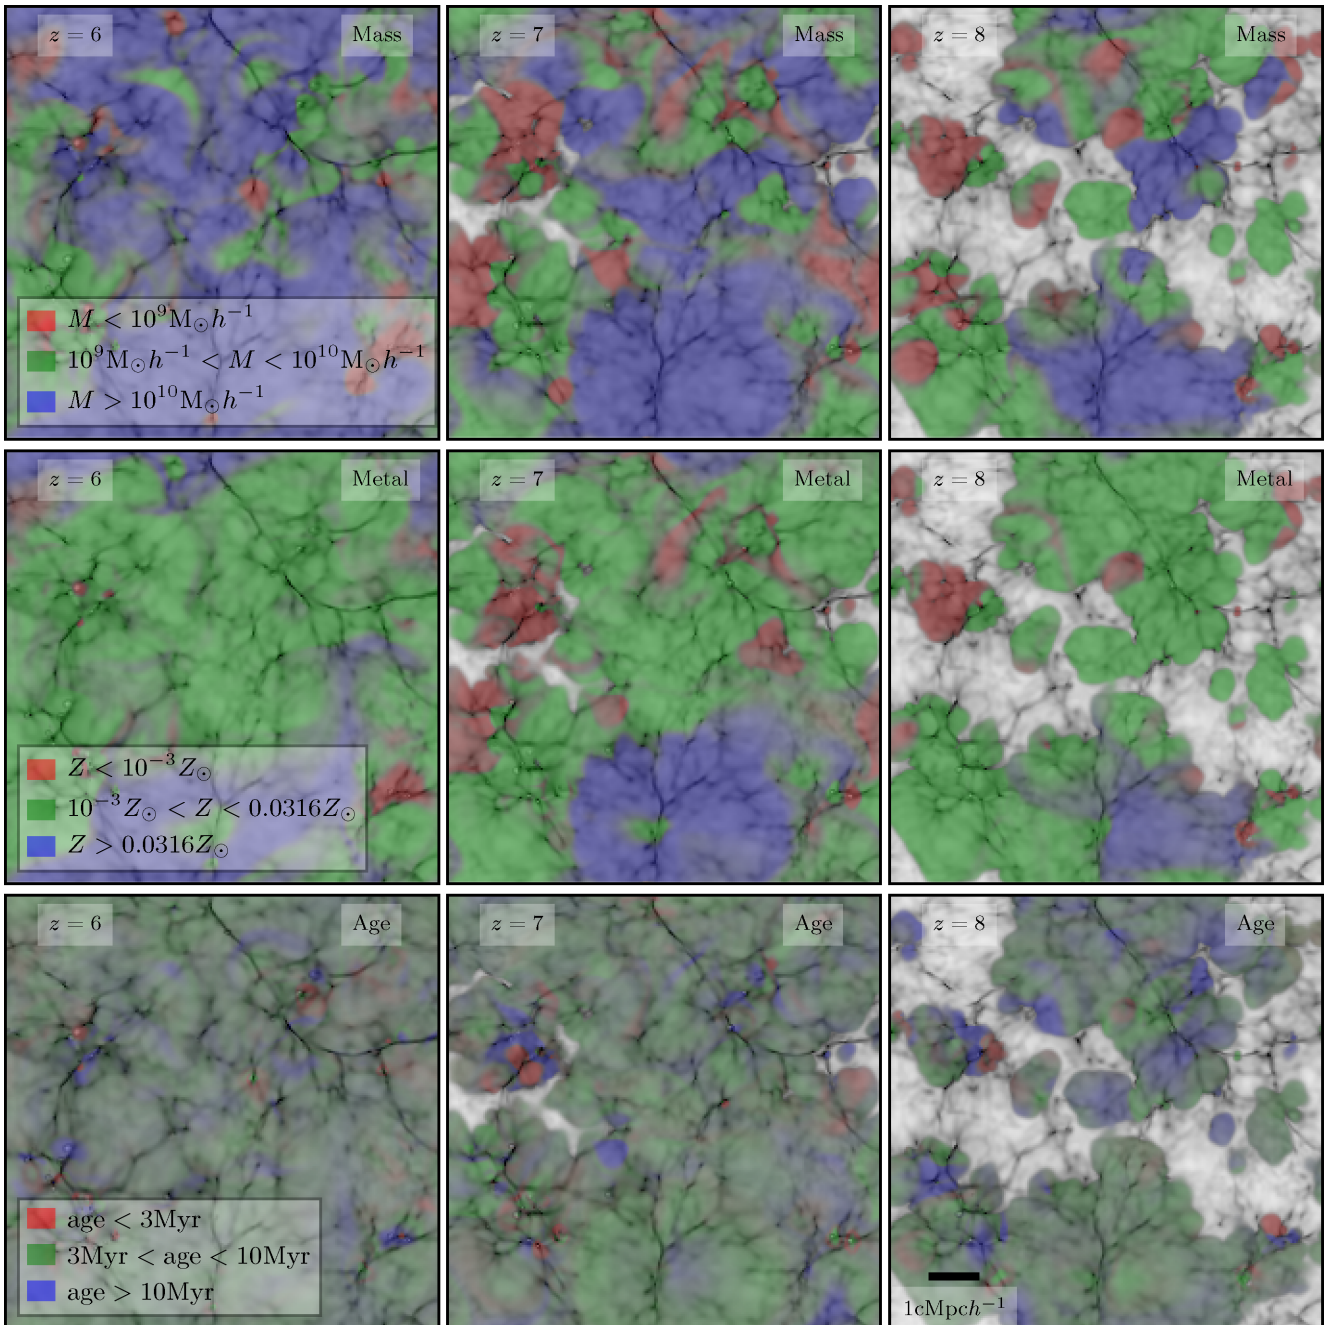 z = 6 Mass
z = 7 Mass
z = 8 Mass
M < 10⁹M⊙h⁻¹
10⁹M⊙h⁻¹ < M < 10¹⁰M⊙h⁻¹
M > 10¹⁰M⊙h⁻¹
z = 6 Metal
z = 7 Metal
z = 8 Metal
Z < 10⁻³Z⊙
10⁻³Z⊙ < Z < 0.0316Z⊙
Z > 0.0316Z⊙
z = 6 Age
z = 7 Age
z = 8 Age
age < 3Myr
3Myr < age < 10Myr
age > 10Myr
1cMpch⁻¹